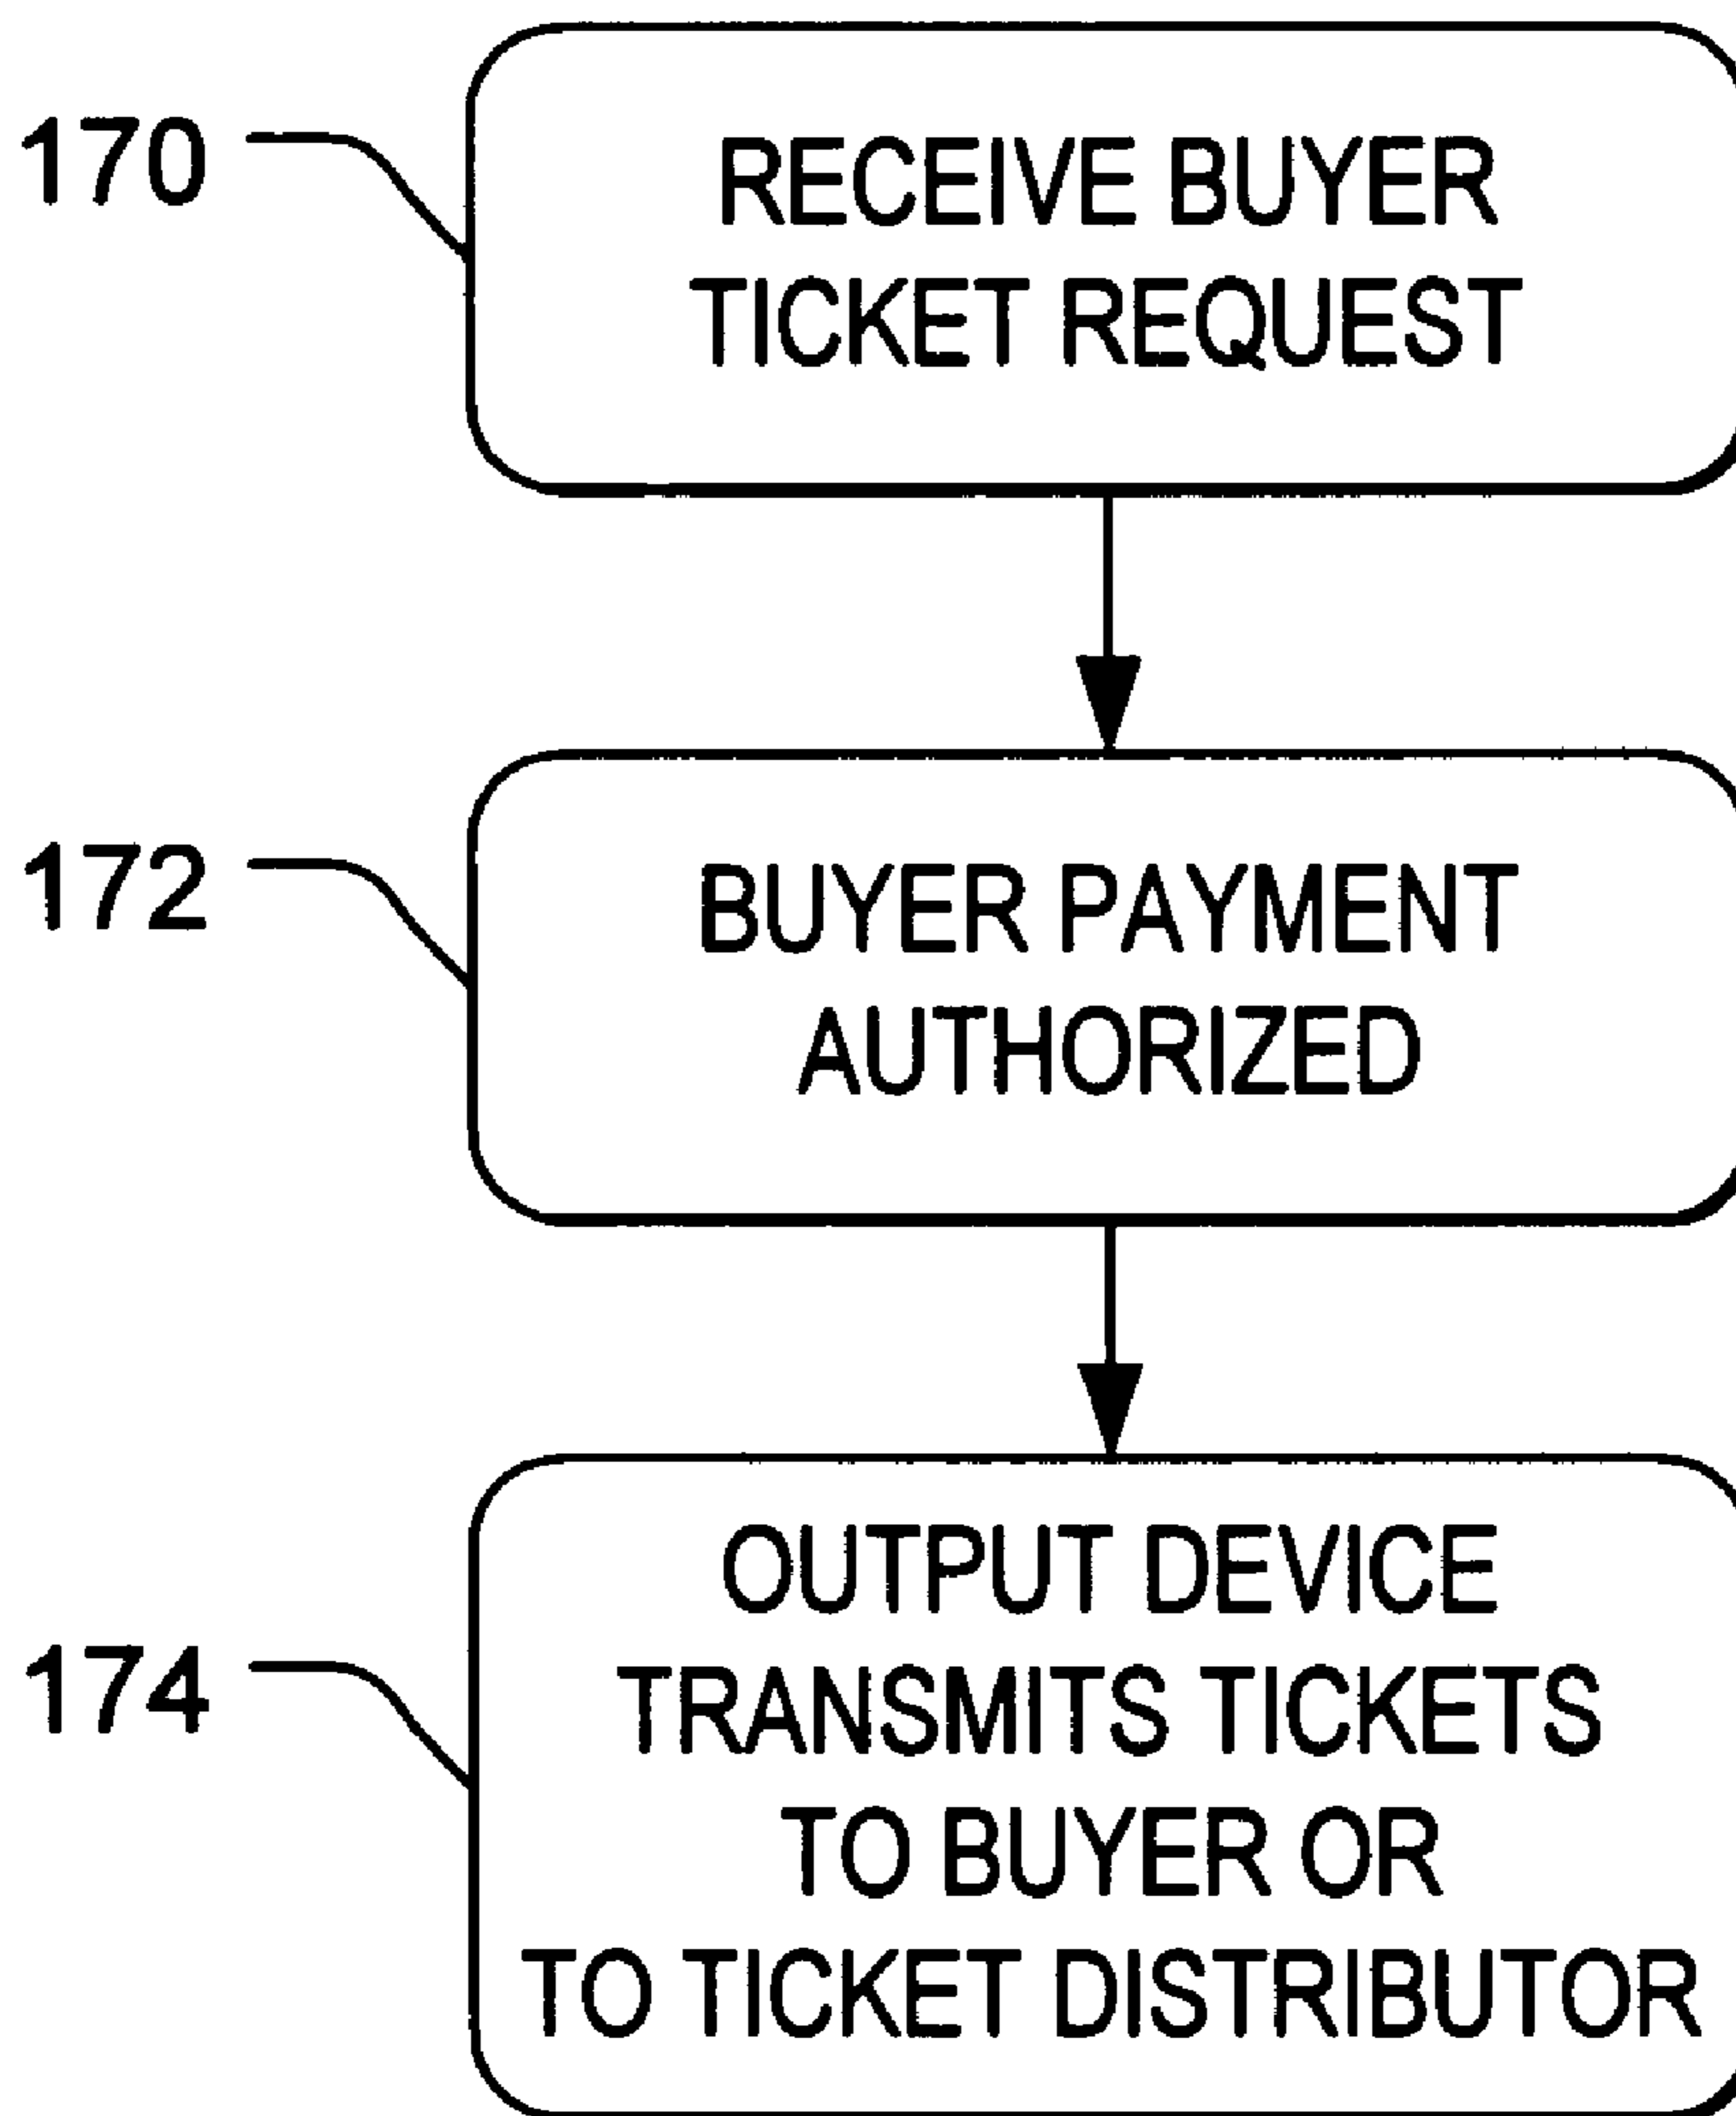 170
RECEIVE BUYER
TICKET REQUEST
172
BUYER PAYMENT
AUTHORIZED
174
OUTPUT DEVICE
TRANSMITS TICKETS
TO BUYER OR
TO TICKET DISTRIBUTOR